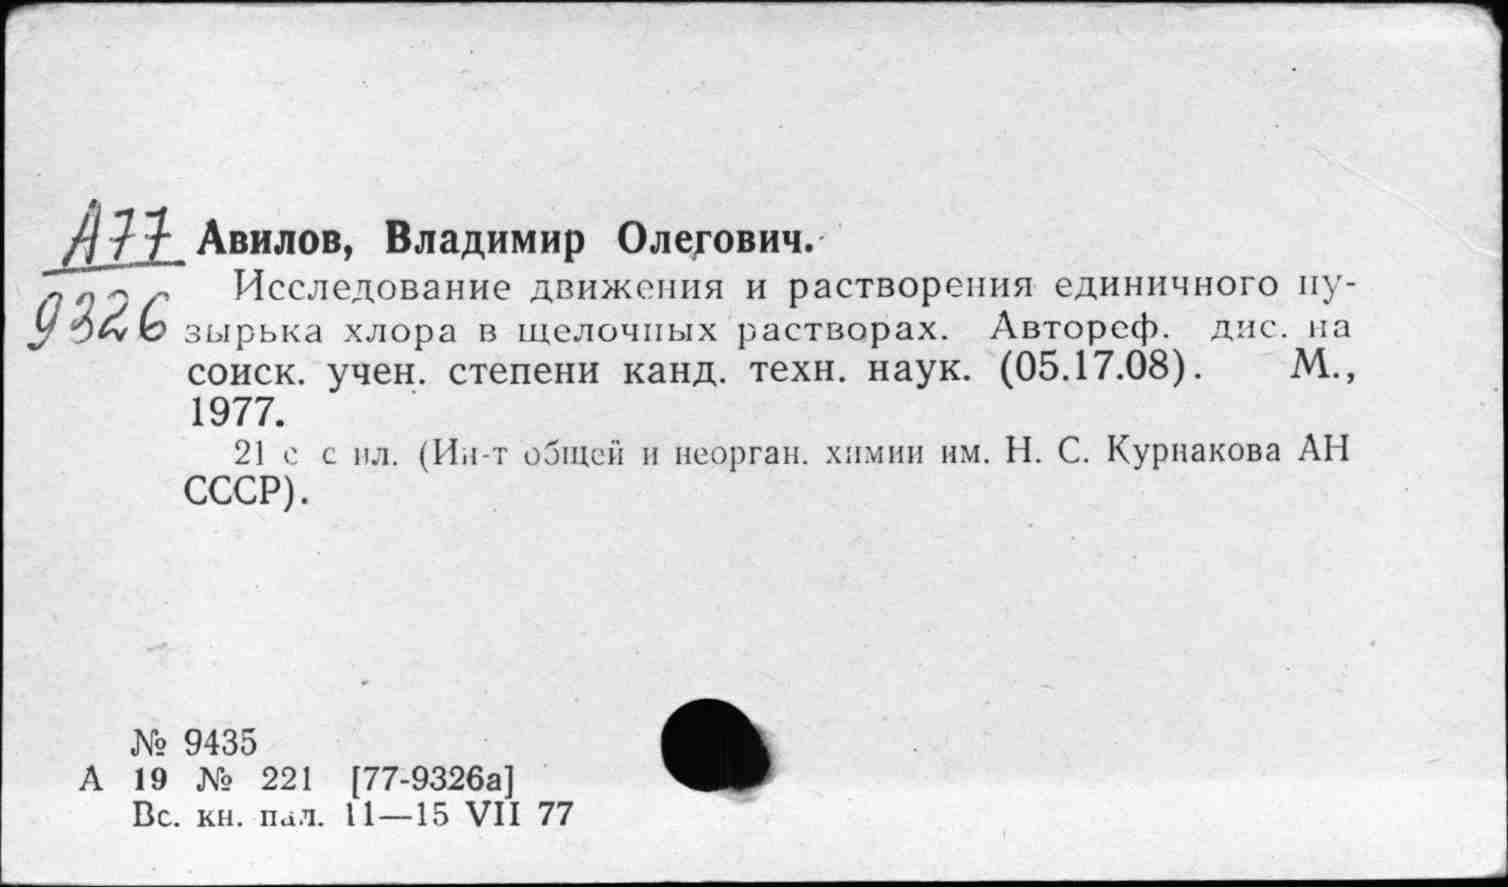 А77 Авилов, Владимир Олегович.
9326 Исследование движения и растворения единичного пу-
зырька хлора в щелочных растворах. Автореф. дис. на
соиск. учен. степени канд. техн. наук. (05.17.08). М.,
1977.
21 с с ил. (Ин-т общей и неорган. химии им. Н. С. Курнакова АН
СССР).
№ 9435
А 19 № 221 [77-9326а]
Вс. кн. пал. 11—15 VII 77